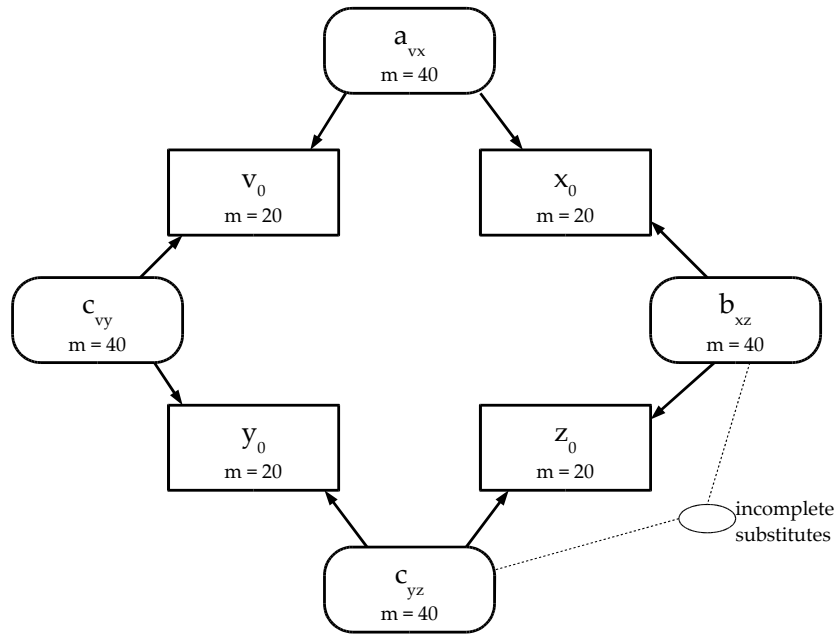 a_vx
m = 40
v_0
m = 20
x_0
m = 20
c_vy
m = 40
b_xz
m = 40
y_0
m = 20
z_0
m = 20
incomplete
substitutes
c_yz
m = 40